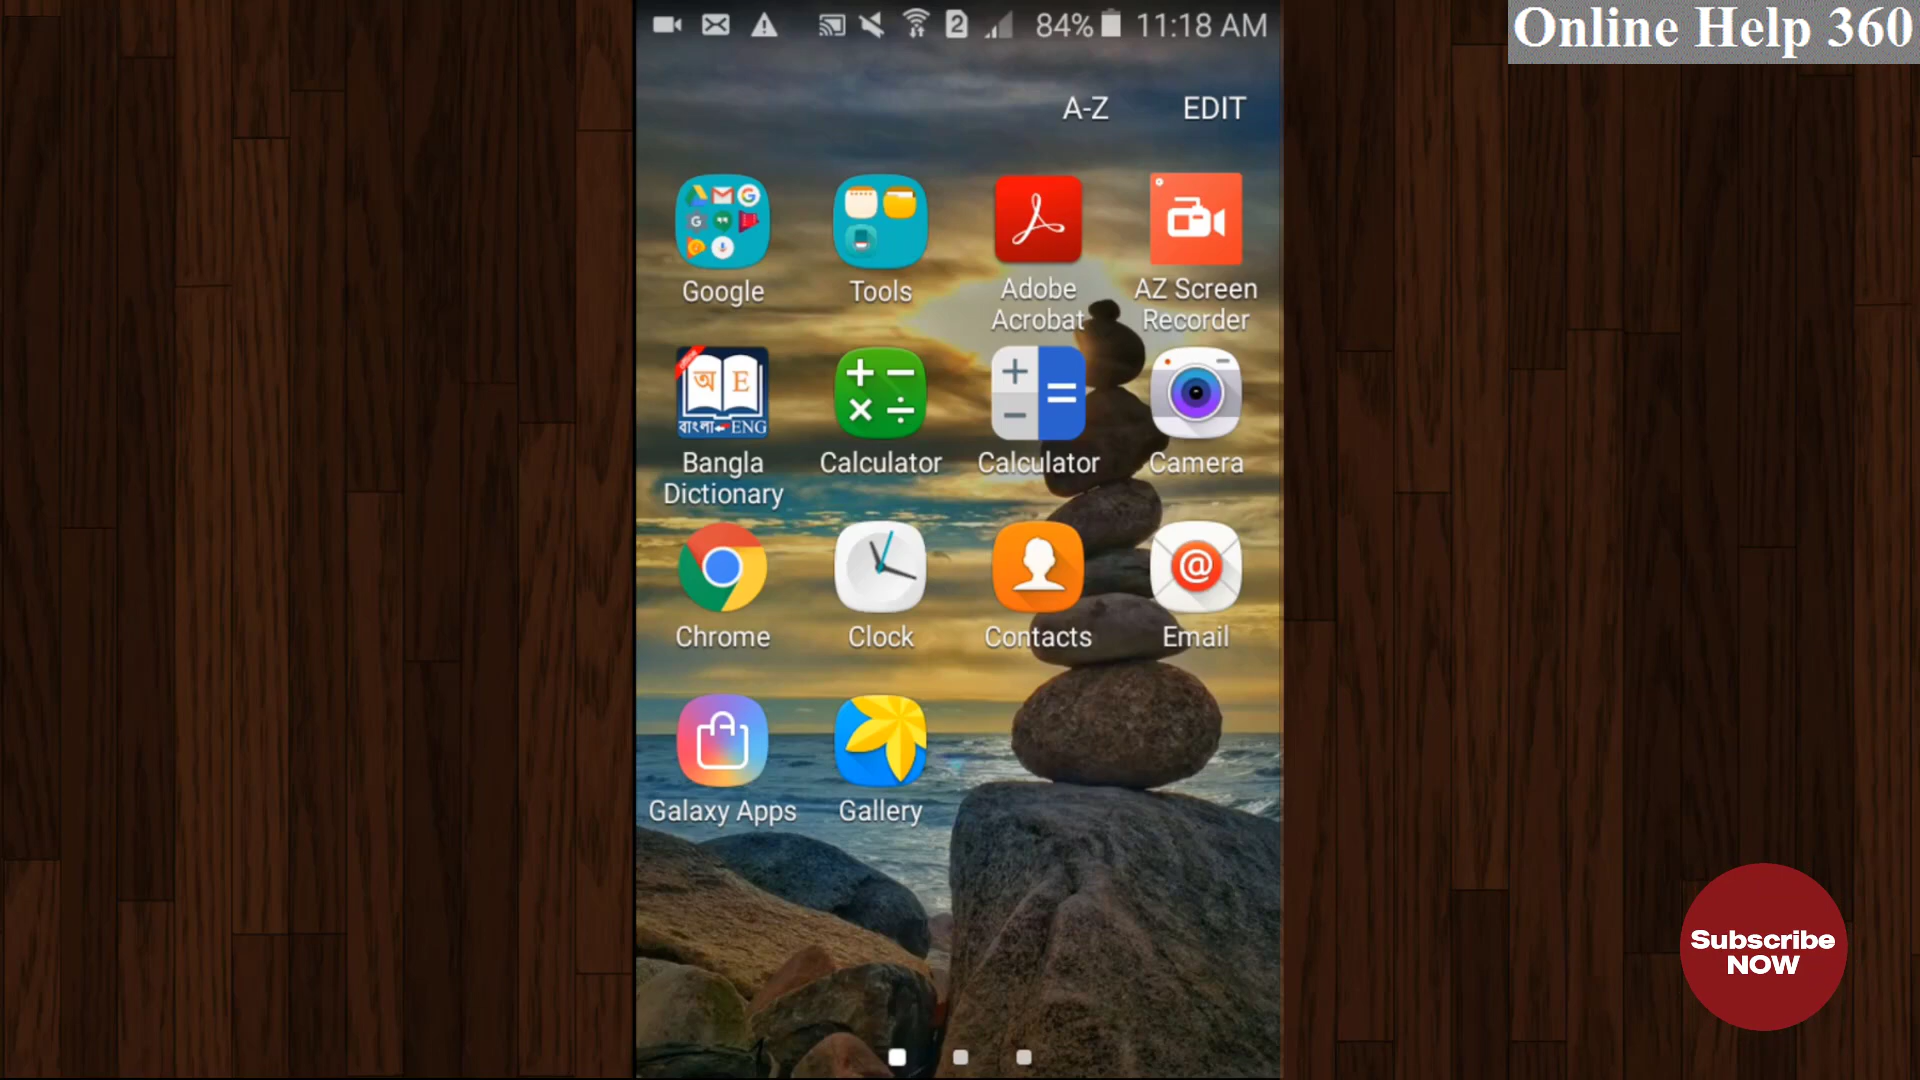 84% 11:18 AM
Online Help 360
A-Z EDIT
Google
Tools
Adobe
Acrobat
AZ Screen
Recorder
অ E
বাংলা ENG
Bangla
Dictionary
Calculator
Calculator
Camera
Chrome
Clock
Contacts
Email
Galaxy Apps
Gallery
Subscribe
NOW